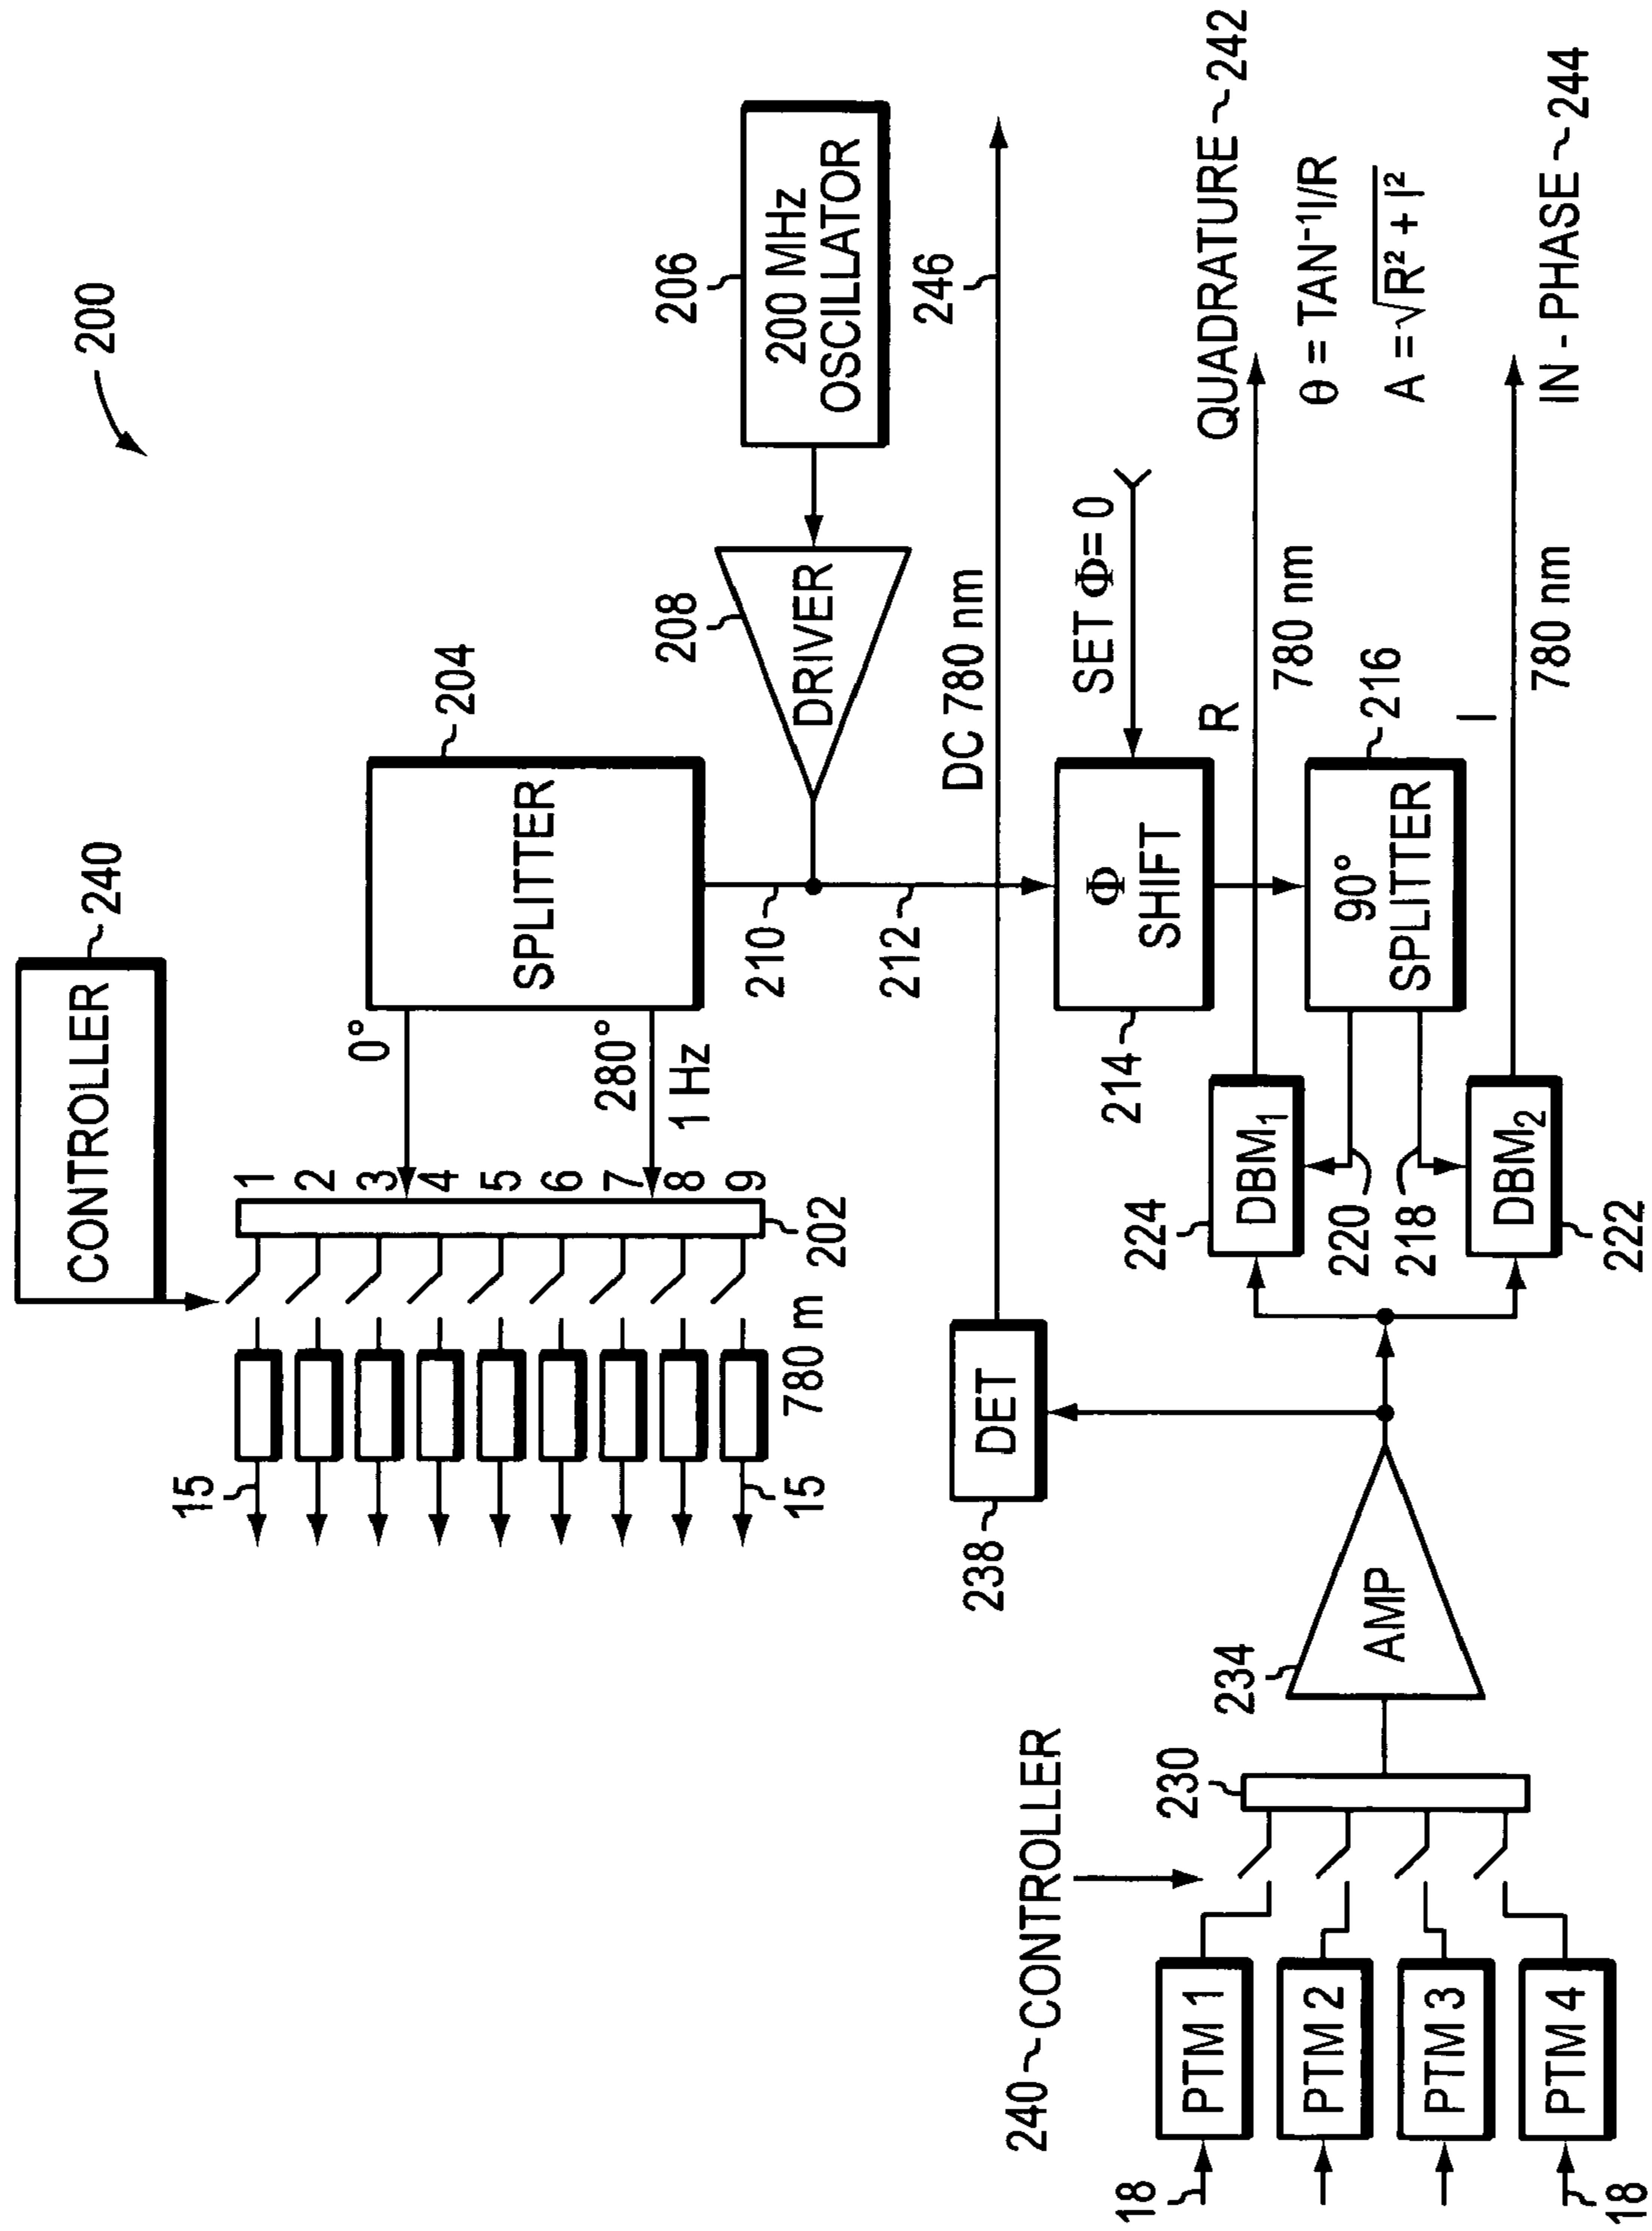 200
CONTROLLER
240
SPLITTER
204
0°
280°
1 Hz
1
2
3
4
5
6
7
8
9
202
780 m
15
15
200 MHz
OSCILLATOR
206
DRIVER
208
210
212
246
DC 780 nm
DET
238
Φ
SHIFT
214
SET Φ= 0
90°
SPLITTER
216
220
218
DBM1
224
DBM2
222
R
780 nm
QUADRATURE ~ 242
θ = TAN⁻¹I/R
A = √R² + I²
I
780 nm
IN - PHASE ~ 244
AMP
234
230
240 ~ CONTROLLER
PTM 1
PTM 2
PTM 3
PTM 4
18
18